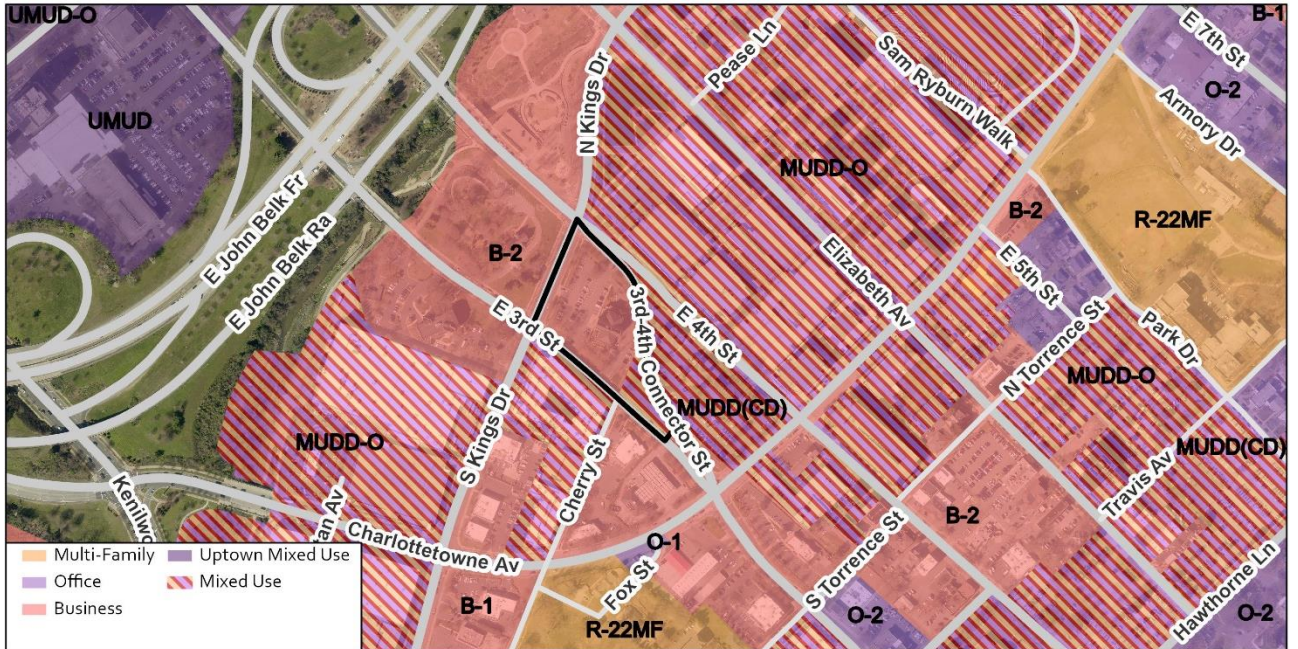 UMUD-O
B-1
E 7th St
Pease Ln
Sam Ryburn Walk
O-2
Armory Dr
N Kings Dr
UMUD
MUDD-O
R-22MF
B-2
E John Belk Fr
E John Belk Ra
B-2
Elizabeth Av
E 5th St
E 3rd St
3rd-4th Connector St
E 4th St
N Torrence St
Park Dr
MUDD-O
MUDD(CD)
MUDD-O
S Kings Dr
MUDD(CD)
Cherry St
Travis Av
Kenilwo
an Av
Charlottetowne Av
B-2
O-1
Fox St
S Torrence St
Hawthorne Ln
B-1
O-2
O-2
R-22MF
Multi-Family
Uptown Mixed Use
Office
Mixed Use
Business